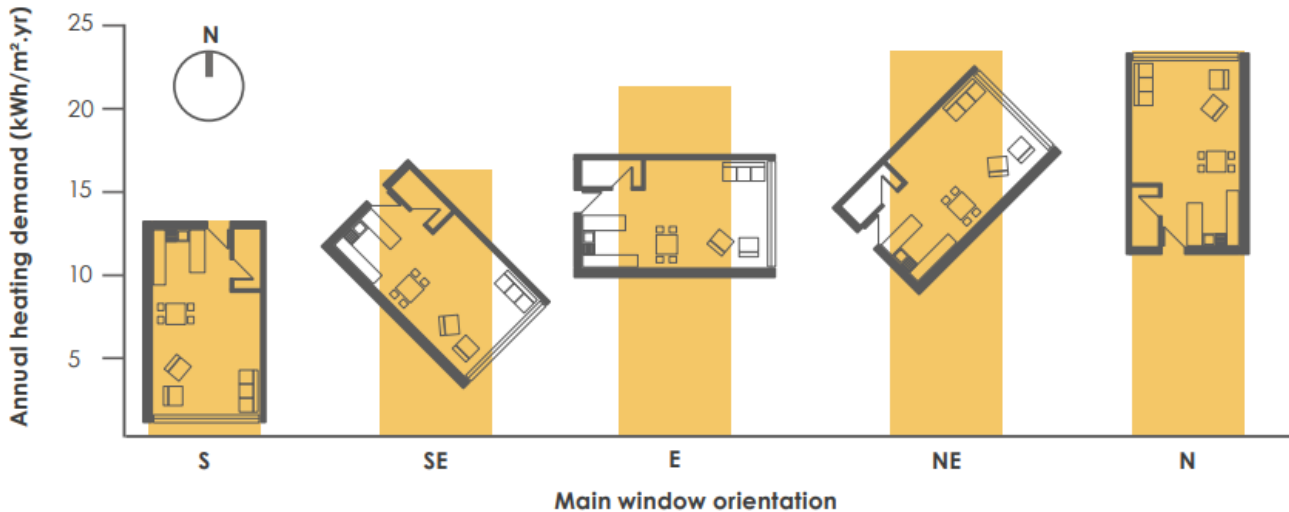 Annual heating demand (kWh/m².yr)
25
20
15
10
5
N
S
SE
E
NE
N
Main window orientation